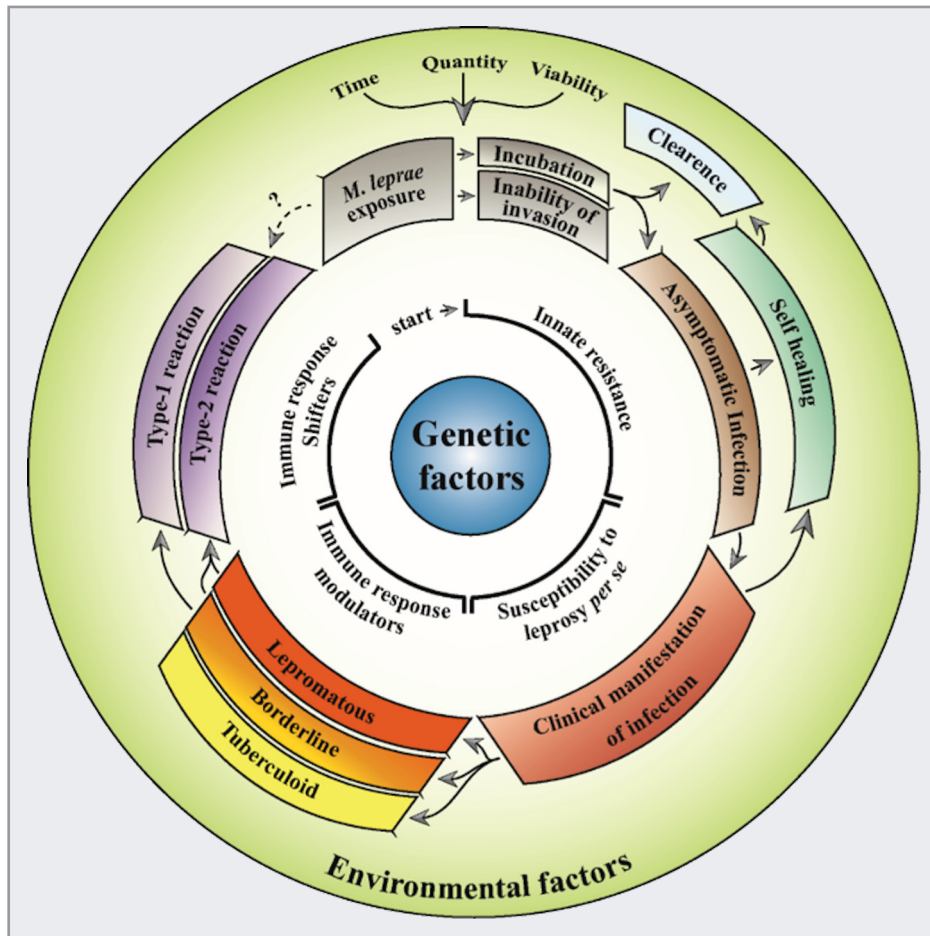 Time
Quantity
Viability
M. leprae
exposure
Incubation
Inability of
invasion
Clearence
?
Type-1 reaction
Type-2 reaction
Asymptomatic Infection
Self healing
start
Innate resistance
Immune response
Shifters
Genetic
factors
Immune response
modulators
Susceptibility to
leprosy per se
Lepromatous
Borderline
Tuberculoid
Clinical manifestation
of infection
Environmental factors